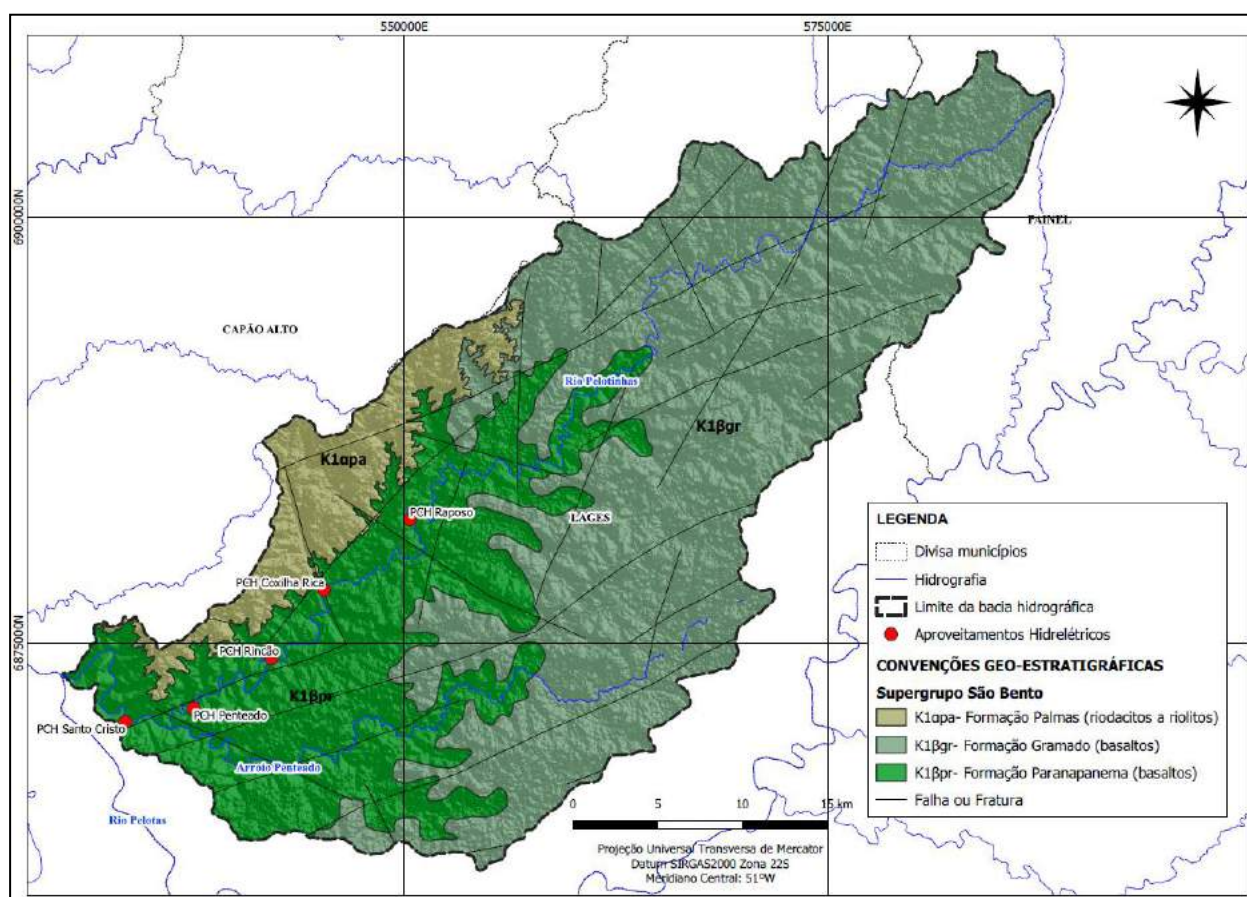 550000E
575000E
6900000N
6875000N
PAINEL
CAPÃO ALTO
Rio Pelotinhas
K1βgr
K1αpa
PCH Raposo
LAGES
PCH Coxilha Rica
PCH Rincão
K1βpr
PCH Penteado
PCH Santo Cristo
Arroio Penteado
Rio Pelotas
0 5 10 15 km
Projeção Universal Transversa de Mercator
Datum SIRGAS2000 Zona 22S
Meridiano Central: 51ºW
LEGENDA
Divisa municípios
Hidrografia
Limite da bacia hidrográfica
Aproveitamentos Hidrelétricos
CONVENÇÕES GEO-ESTRATIGRÁFICAS
Supergrupo São Bento
K1αpa- Formação Palmas (riodacitos a riolitos)
K1βgr- Formação Gramado (basaltos)
K1βpr- Formação Paranapanema (basaltos)
Falha ou Fratura